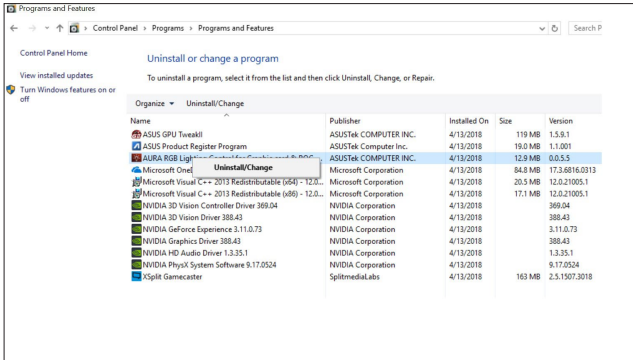 Programs and Features
Control Panel > Programs > Programs and Features
Search P
Control Panel Home
View installed updates
Turn Windows features on or
off
Uninstall or change a program
To uninstall a program, select it from the list and then click Uninstall, Change, or Repair.
Organize Uninstall/Change
Name Publisher Installed On Size Version
ASUS GPU TweakII ASUSTek COMPUTER INC. 4/13/2018 119 MB 1.5.9.1
ASUS Product Register Program ASUSTek Computer Inc. 4/13/2018 19.0 MB 1.1.001
AURA RGB Lighting Control for Graphic card & ROG ... ASUSTek COMPUTER INC. 4/13/2018 12.9 MB 0.0.5.5
Uninstall/Change
Microsoft Microsoft Corporation 4/13/2018 84.8 MB 17.3.6816.0313
Microsoft Visual C++ 2013 Redistributable (x64) - 12.0... Microsoft Corporation 4/13/2018 20.5 MB 12.0.21005.1
Microsoft Visual C++ 2013 Redistributable (x86) - 12.0... Microsoft Corporation 4/13/2018 17.1 MB 12.0.21005.1
NVIDIA 3D Vision Controller Driver 369.04 NVIDIA Corporation 4/13/2018 369.04
NVIDIA 3D Vision Driver 388.43 NVIDIA Corporation 4/13/2018 388.43
NVIDIA GeForce Experience 3.11.0.73 NVIDIA Corporation 4/13/2018 3.11.0.73
NVIDIA Graphics Driver 388.43 NVIDIA Corporation 4/13/2018 388.43
NVIDIA HD Audio Driver 1.3.35.1 NVIDIA Corporation 4/13/2018 1.3.35.1
NVIDIA PhysX System Software 9.17.0524 NVIDIA Corporation 4/13/2018 9.17.0524
XSplit Gamecaster SplitmediaLabs 4/13/2018 163 MB 2.5.1507.3018